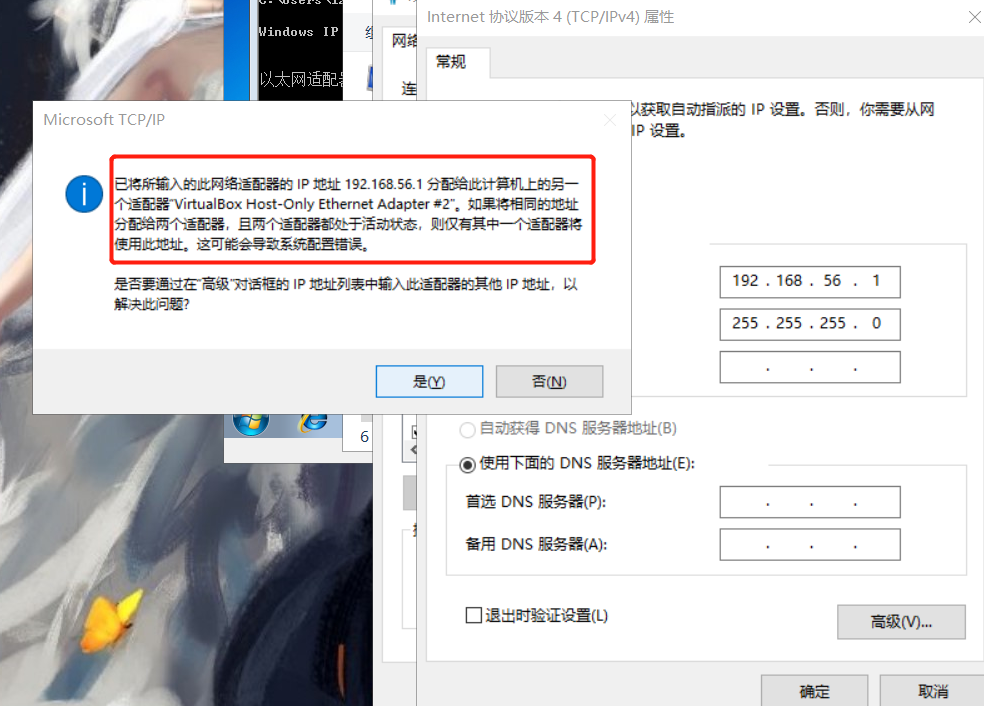 Windows IP
以太网适配器
网络
连
Internet 协议版本 4 (TCP/IPv4) 属性
常规
以获取自动指派的 IP 设置。否则，你需要从网
IP 设置。
Microsoft TCP/IP
已将所输入的此网络适配器的 IP 地址 192.168.56.1 分配给此计算机上的另一
个适配器"VirtualBox Host-Only Ethernet Adapter #2"。如果将相同的地址
分配给两个适配器，且两个适配器都处于活动状态，则仅有其中一个适配器将
使用此地址。这可能会导致系统配置错误。
是否要通过在"高级"对话框的 IP 地址列表中输入此适配器的其他 IP 地址，以
解决此问题?
是(Y)
否(N)
192 . 168 . 56 . 1
255 . 255 . 255 . 0
. . .
6
自动获得 DNS 服务器地址(B)
使用下面的 DNS 服务器地址(E):
首选 DNS 服务器(P):
. . .
备用 DNS 服务器(A):
. . .
退出时验证设置(L)
高级(V)...
确定
取消